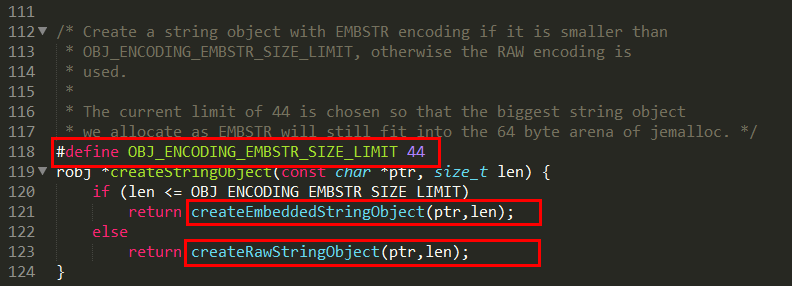 111
112 /* Create a string object with EMBSTR encoding if it is smaller than
113  * OBJ_ENCODING_EMBSTR_SIZE_LIMIT, otherwise the RAW encoding is
114  * used.
115  *
116  * The current limit of 44 is chosen so that the biggest string object
117  * we allocate as EMBSTR will still fit into the 64 byte arena of jemalloc. */
118 #define OBJ_ENCODING_EMBSTR_SIZE_LIMIT 44
119 robj *createStringObject(const char *ptr, size_t len) {
120     if (len <= OBJ_ENCODING_EMBSTR_SIZE_LIMIT)
121         return createEmbeddedStringObject(ptr,len);
122     else
123         return createRawStringObject(ptr,len);
124 }